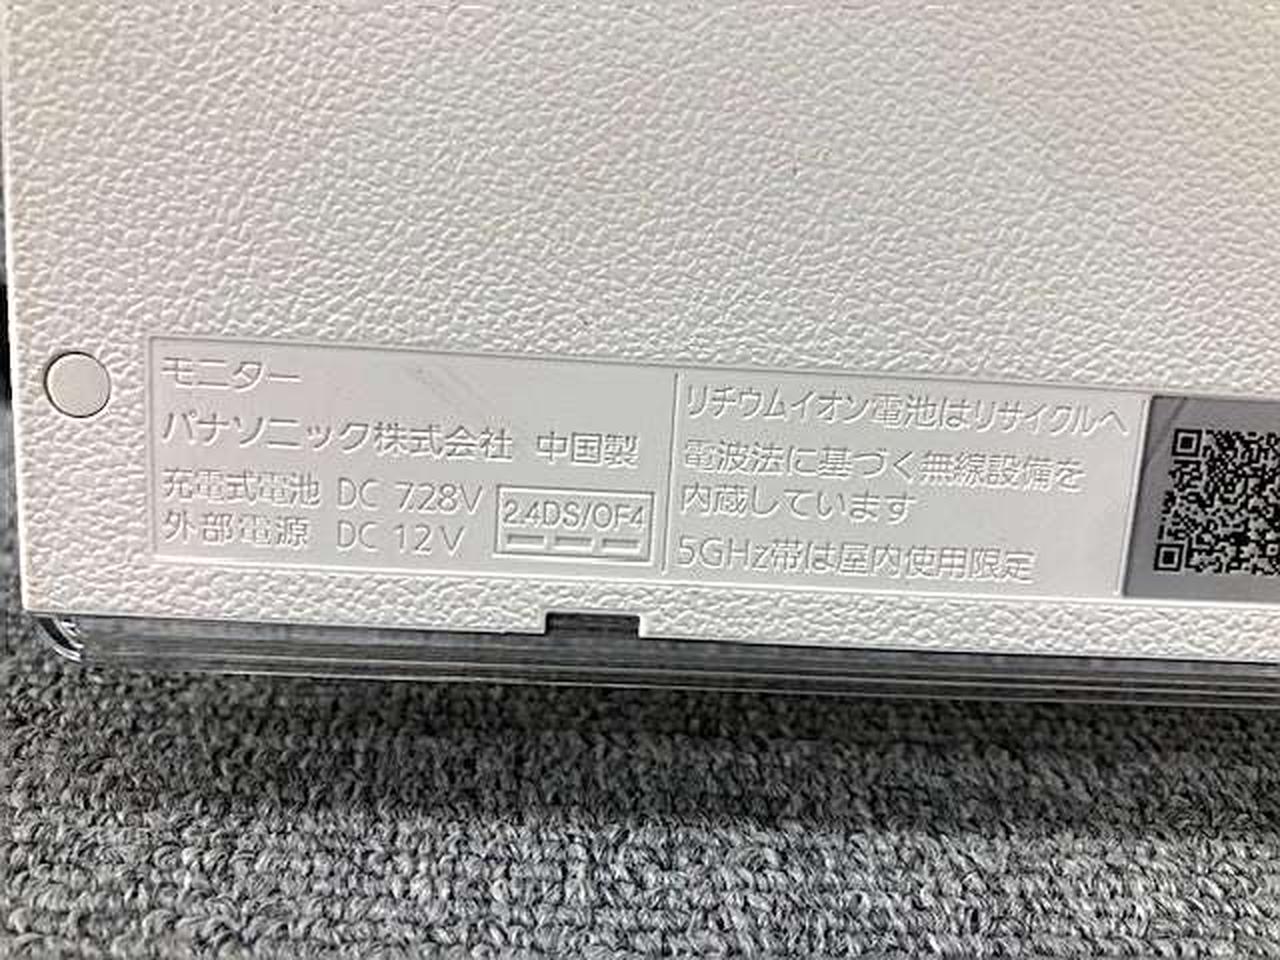 モニター
パナソニック株式会社 中国製
充電式電池 DC 7.28V
外部電源 DC 12V
2.4DS/OF4
リチウムイオン電池はリサイクルへ
電波法に基づく無線設備を
内蔵しています
5GHz帯は屋内使用限定